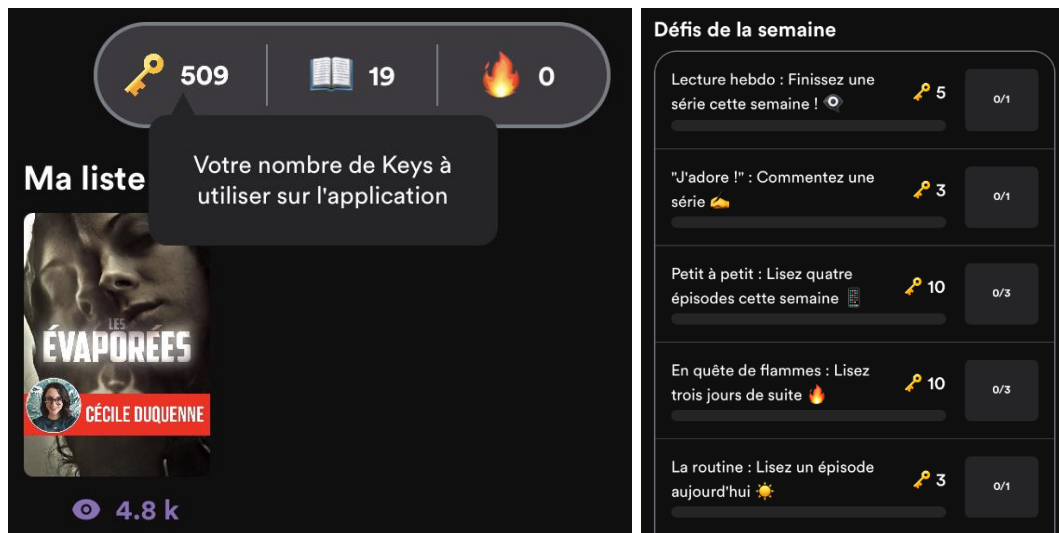 509
19
0
Votre nombre de Keys à
utiliser sur l'application
Ma liste
LES
ÉVAPORÉES
CÉCILE DUQUENNE
4.8 k
Défis de la semaine
Lecture hebdo : Finissez une
série cette semaine !
5
0/1
"J'adore !" : Commentez une
série
3
0/1
Petit à petit : Lisez quatre
épisodes cette semaine
10
0/3
En quête de flammes : Lisez
trois jours de suite
10
0/3
La routine : Lisez un épisode
aujourd'hui
3
0/1